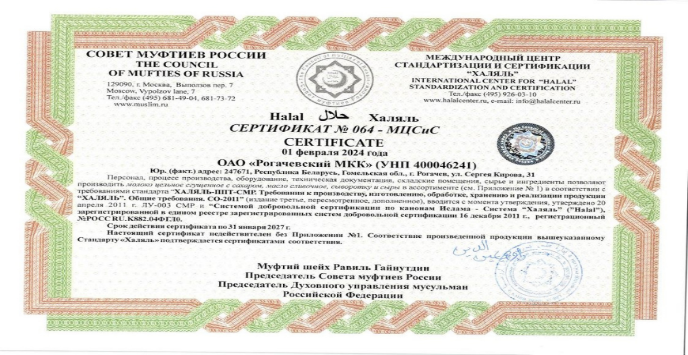 СОВЕТ МУФТИЕВ РОССИИ
THE COUNCIL
OF MUFTIES OF RUSSIA
129090, г. Москва, Выползов пер. 7
Moscow, Vypolzov lane, 7
Тел./факс (495) 681-49-04, 681-73-72
www.muslim.ru
МЕЖДУНАРОДНЫЙ ЦЕНТР
СТАНДАРТИЗАЦИИ И СЕРТИФИКАЦИИ
"ХАЛЯЛЬ"
INTERNATIONAL CENTER FOR "HALAL"
STANDARDIZATION AND CERTIFICATION
Тел./факс (495) 926-03-10
www.halalcenter.ru, e-mail: info@halalcenter.ru
Halal حلال Халяль
СЕРТИФИКАТ № 064 - МЦСиС
CERTIFICATE
01 февраля 2024 года
ОАО «Рогачевский МКК» (УНП 400046241)
Юр. (факт.) адрес: 247671, Республика Беларусь, Гомельская обл., г. Рогачев, ул. Сергея Кирова, 31
Персонал, процесс производства, оборудование, техническая документация, складские помещения, сырье и ингредиенты позволяют
производить молоко цельное сгущенное с сахаром, масло сливочное, сыворотку и сыры в ассортименте (см. Приложение № 1) в соответствии с
требованиями стандарта "ХАЛЯЛЬ-ППТ-СМР. Требования к производству, изготовлению, обработке, хранению и реализации продукции
"ХАЛЯЛЬ". Общие требования. СО-2011" (издание третье, пересмотренное, дополненное), вводится с момента утверждения, утверждено 20
апреля 2011 г. ДУ-003 СМР и "Системой добровольной сертификации по канонам Ислама - Система "Халяль" ("Halal"),
зарегистрированной в едином реестре зарегистрированных систем добровольной сертификации 16 декабря 2011 г., регистрационный
№РОСС RU.К882.04ФГЛ0.
Срок действия сертификата по 31 января 2027 г.
Настоящий сертификат недействителен без Приложения №1. Соответствие произведенной продукции вышеуказанному
Стандарту «Халяль» подтверждается сертификатами соответствия.
Муфтий шейх Равиль Гайнутдин
Председатель Совета муфтиев России
Председатель Духовного управления мусульман
Российской Федерации